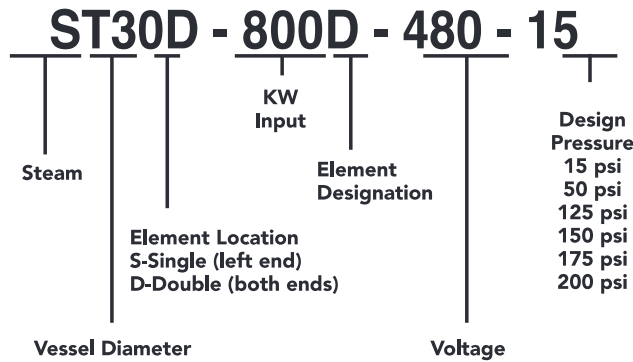 ST30D - 800D - 480 - 15
KW
Input
Design
Pressure
15 psi
50 psi
125 psi
150 psi
175 psi
200 psi
Steam
Element
Designation
Element Location
S-Single (left end)
D-Double (both ends)
Vessel Diameter
Voltage